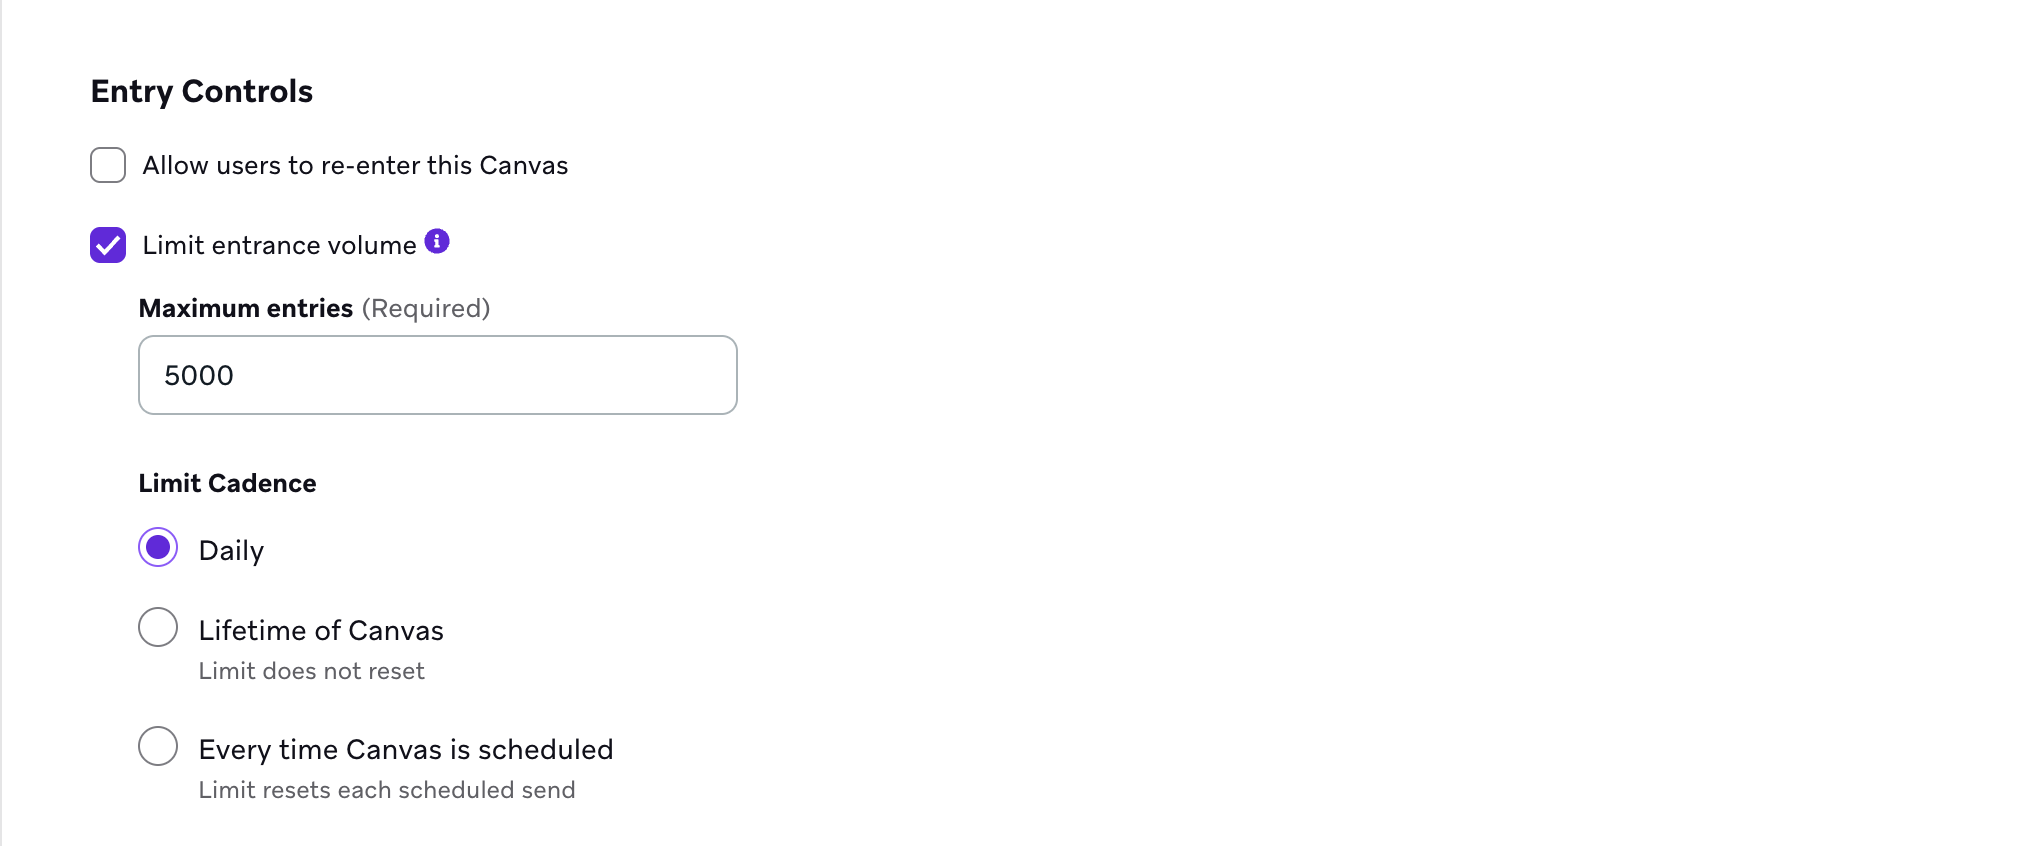 Entry Controls
Allow users to re-enter this Canvas
Limit entrance volume
Maximum entries (Required)
5000
Limit Cadence
Daily
Lifetime of Canvas
Limit does not reset
Every time Canvas is scheduled
Limit resets each scheduled send